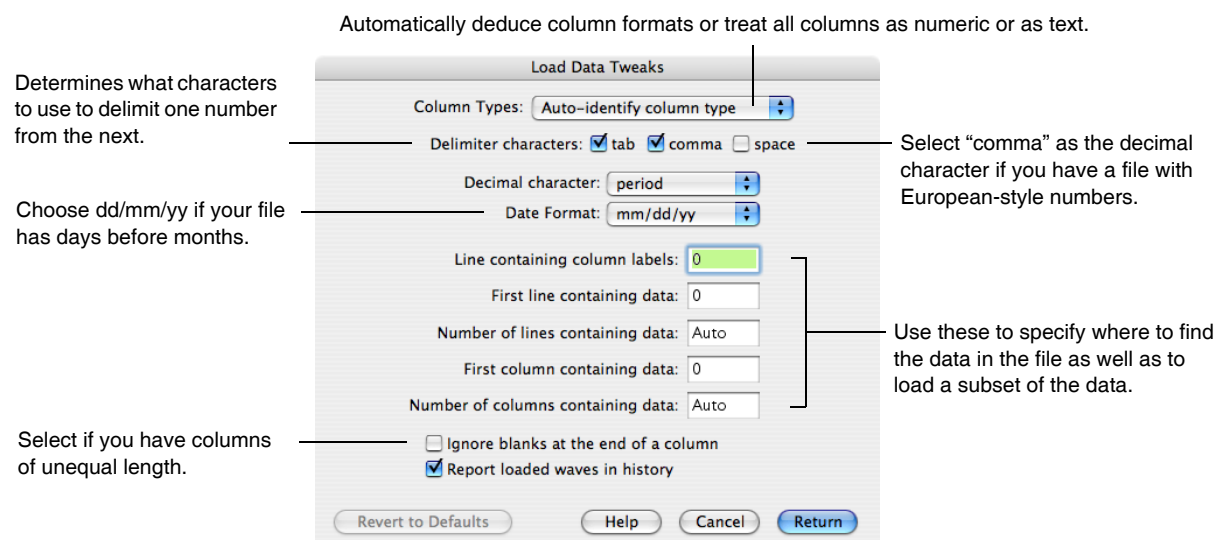 Automatically deduce column formats or treat all columns as numeric or as text.
Load Data Tweaks
Determines what characters
to use to delimit one number
from the next.
Column Types: Auto-identify column type
Delimiter characters: tab comma space
Select “comma” as the decimal
character if you have a file with
European-style numbers.
Decimal character: period
Choose dd/mm/yy if your file
has days before months.
Date Format: mm/dd/yy
Line containing column labels: 0
First line containing data: 0
Number of lines containing data: Auto
First column containing data: 0
Number of columns containing data: Auto
Use these to specify where to find
the data in the file as well as to
load a subset of the data.
Select if you have columns
of unequal length.
Ignore blanks at the end of a column
Report loaded waves in history
Revert to Defaults Help Cancel Return